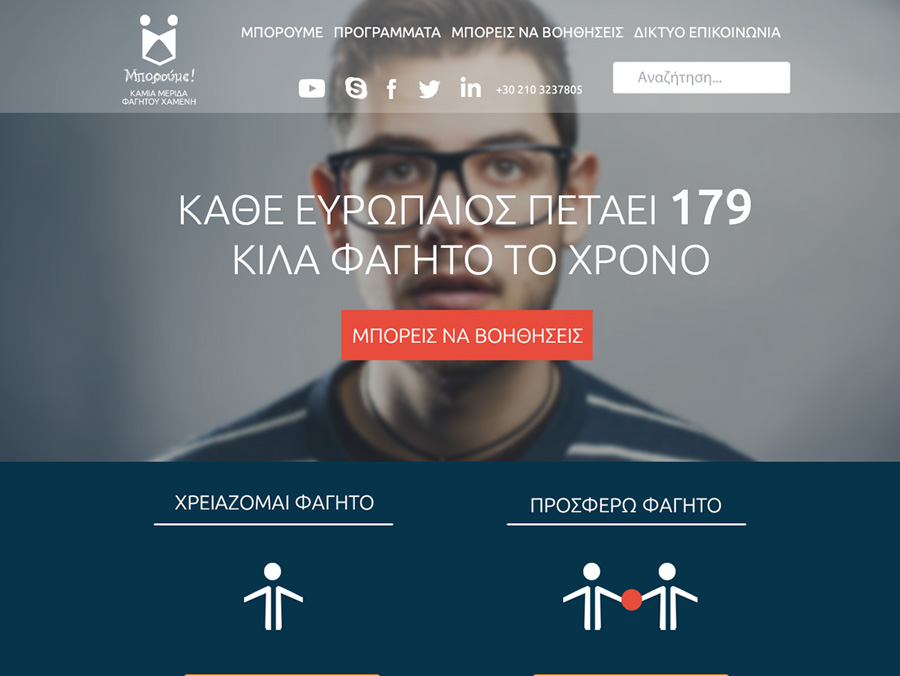 Μπορούμε!
ΚΑΜΙΑ ΜΕΡΙΔΑ
ΦΑΓΗΤΟΥ ΧΑΜΕΝΗ
ΜΠΟΡΟΥΜΕ ΠΡΟΓΡΑΜΜΑΤΑ ΜΠΟΡΕΙΣ ΝΑ ΒΟΗΘΗΣΕΙΣ ΔΙΚΤΥΟ ΕΠΙΚΟΙΝΩΝΙΑ
+30 210 3237805
Αναζήτηση...
ΚΑΘΕ ΕΥΡΩΠΑΙΟΣ ΠΕΤΑΕΙ 179
ΚΙΛΑ ΦΑΓΗΤΟ ΤΟ ΧΡΟΝΟ
ΜΠΟΡΕΙΣ ΝΑ ΒΟΗΘΗΣΕΙΣ
ΧΡΕΙΑΖΟΜΑΙ ΦΑΓΗΤΟ
ΠΡΟΣΦΕΡΩ ΦΑΓΗΤΟ